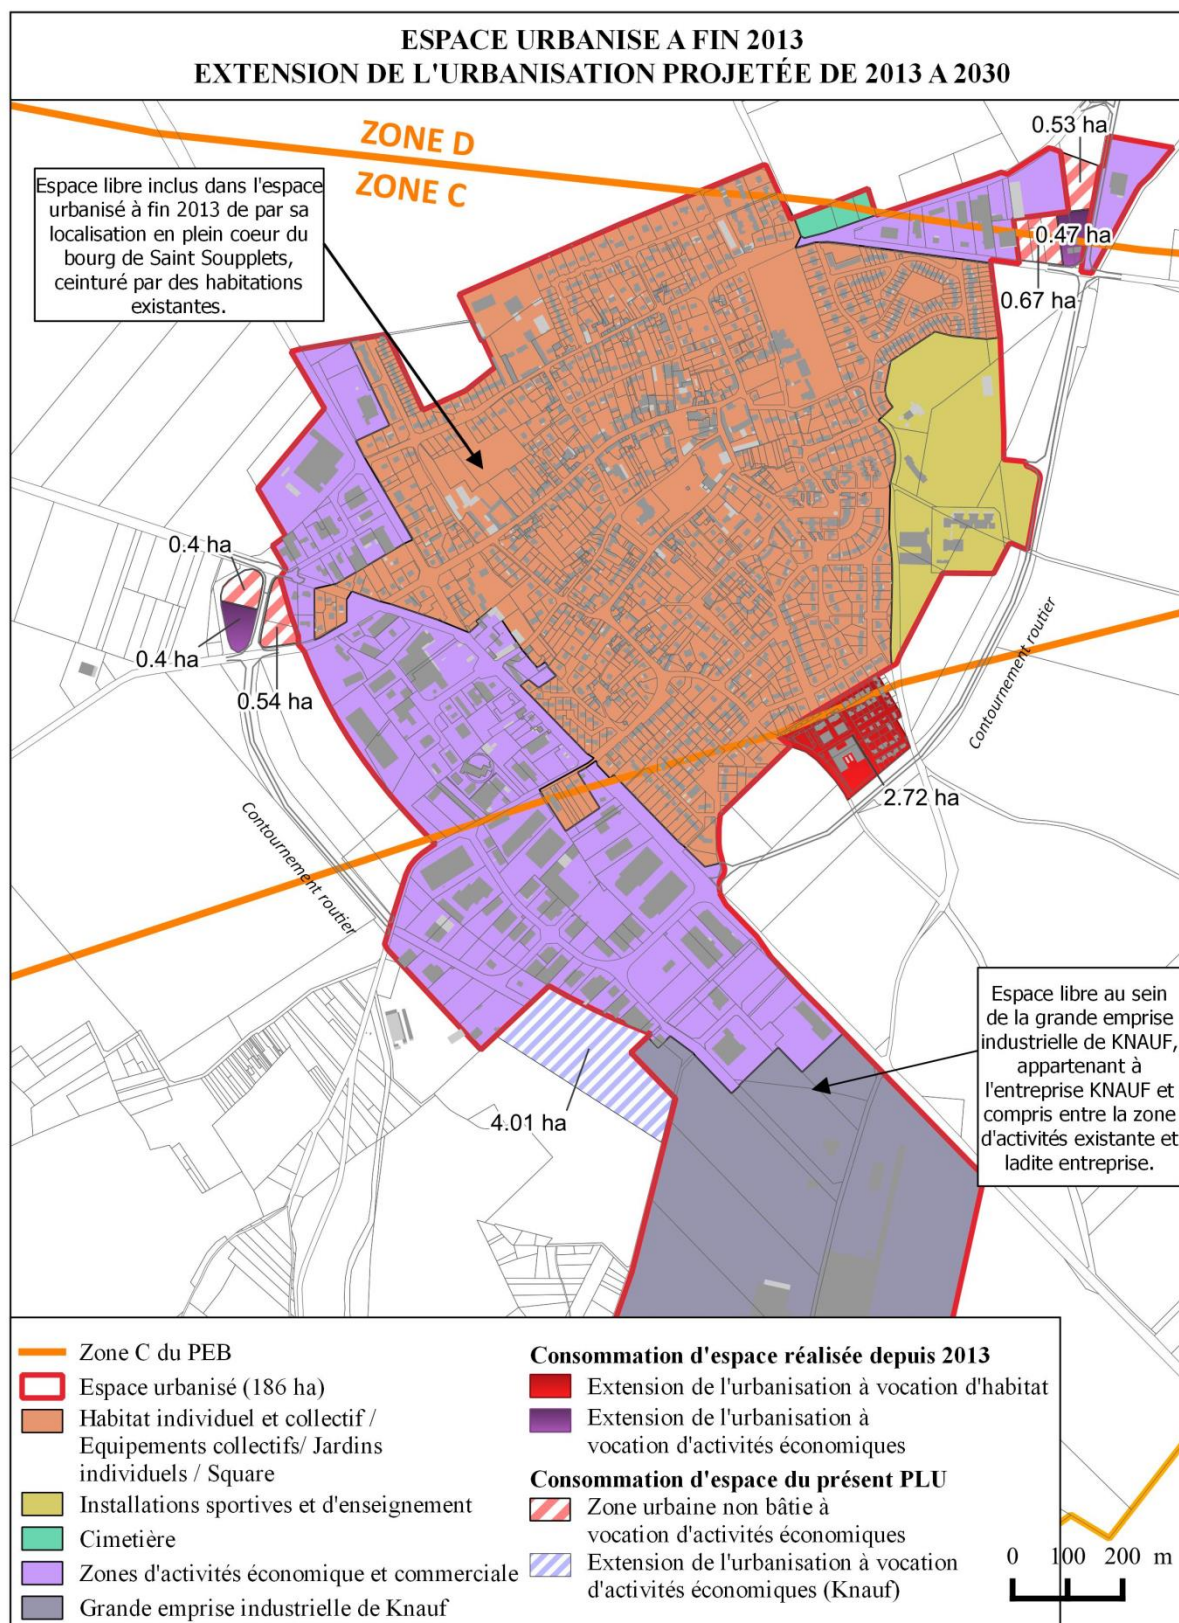 ESPACE URBANISE A FIN 2013
EXTENSION DE L'URBANISATION PROJETÉE DE 2013 A 2030
ZONE D
ZONE C
0.53 ha
Espace libre inclus dans l'espace
urbanisé à fin 2013 de par sa
localisation en plein coeur du
bourg de Saint Soupplets,
ceinturé par des habitations
existantes.
0.47 ha
0.67 ha
0.4 ha
0.4 ha
0.54 ha
Contournement routier
2.72 ha
Contournement routier
Espace libre au sein
de la grande emprise
industrielle de KNAUF,
appartenant à
l'entreprise KNAUF et
compris entre la zone
d'activités existante et
ladite entreprise.
4.01 ha
Zone C du PEB
Espace urbanisé (186 ha)
Habitat individuel et collectif /
Equipements collectifs/ Jardins
individuels / Square
Installations sportives et d'enseignement
Cimetière
Zones d'activités économique et commerciale
Grande emprise industrielle de Knauf
Consommation d'espace réalisée depuis 2013
Extension de l'urbanisation à vocation d'habitat
Extension de l'urbanisation à
vocation d'activités économiques
Consommation d'espace du présent PLU
Zone urbaine non bâtie à
vocation d'activités économiques
Extension de l'urbanisation à vocation
d'activités économiques (Knauf)
0 100 200 m